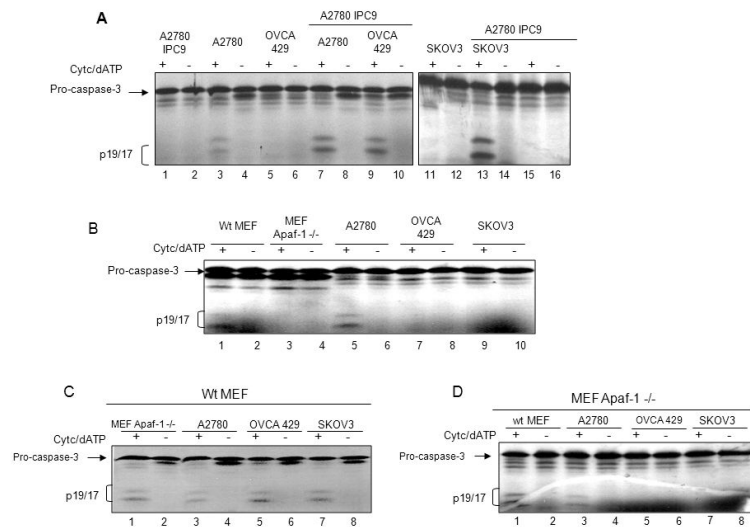 A
A2780 IPC9
A2780 IPC9
A2780
OVCA 429
A2780
OVCA 429
SKOV3
A2780 IPC9
SKOV3
Cytc/dATP
+ - + - + - + - + - + - + - + -
Pro-caspase-3
p19/17
1 2 3 4 5 6 7 8 9 10 11 12 13 14 15 16
B
Wt MEF
MEF Apaf-1 -/-
A2780
OVCA 429
SKOV3
Cytc/dATP
+ - + - + - + - + -
Pro-caspase-3
p19/17
1 2 3 4 5 6 7 8 9 10
C
Wt MEF
MEF Apaf-1 -/- A2780 OVCA 429 SKOV3
Cytc/dATP
+ - + - + - + -
Pro-caspase-3
p19/17
1 2 3 4 5 6 7 8
D
MEF Apaf-1 -/-
wt MEF A2780 OVCA 429 SKOV3
Cytc/dATP
+ - + - + - + -
Pro-caspase-3
p19/17
1 2 3 4 5 6 7 8